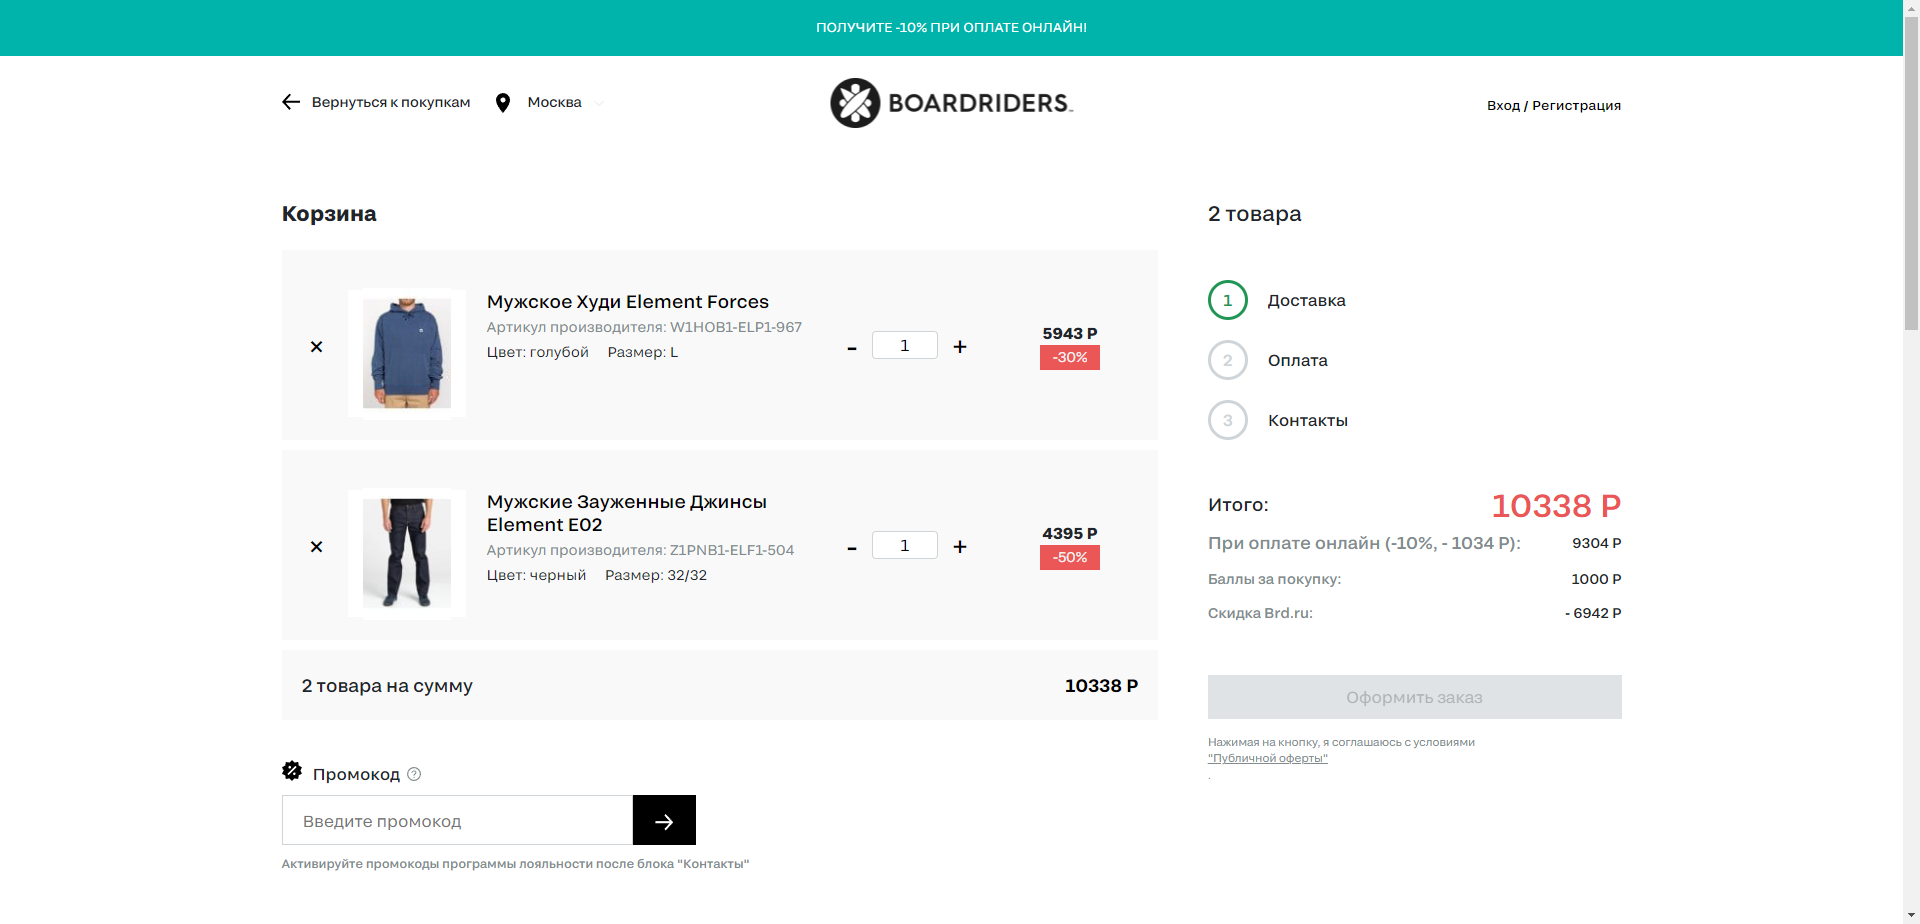 ПОЛУЧИТЕ -10% ПРИ ОПЛАТЕ ОНЛАЙН!
Вернуться к покупкам
Москва
BOARDRIDERS
Вход / Регистрация
Корзина
Мужское Худи Element Forces
Артикул производителя: W1HOB1-ELP1-967
Цвет: голубой Размер: L
- 1 +
5943 Р
-30%
Мужские Зауженные Джинсы
Element E02
Артикул производителя: Z1PNB1-ELF1-504
Цвет: черный Размер: 32/32
- 1 +
4395 Р
-50%
2 товара на сумму 10338 Р
Промокод ?
Введите промокод
Активируйте промокоды программы лояльности после блока "Контакты"
2 товара
1 Доставка
2 Оплата
3 Контакты
Итого: 10338 Р
При оплате онлайн (-10%, - 1034 Р): 9304 Р
Баллы за покупку: 1000 Р
Скидка Brd.ru: - 6942 Р
Оформить заказ
Нажимая на кнопку, я соглашаюсь с условиями
"Публичной оферты"
.